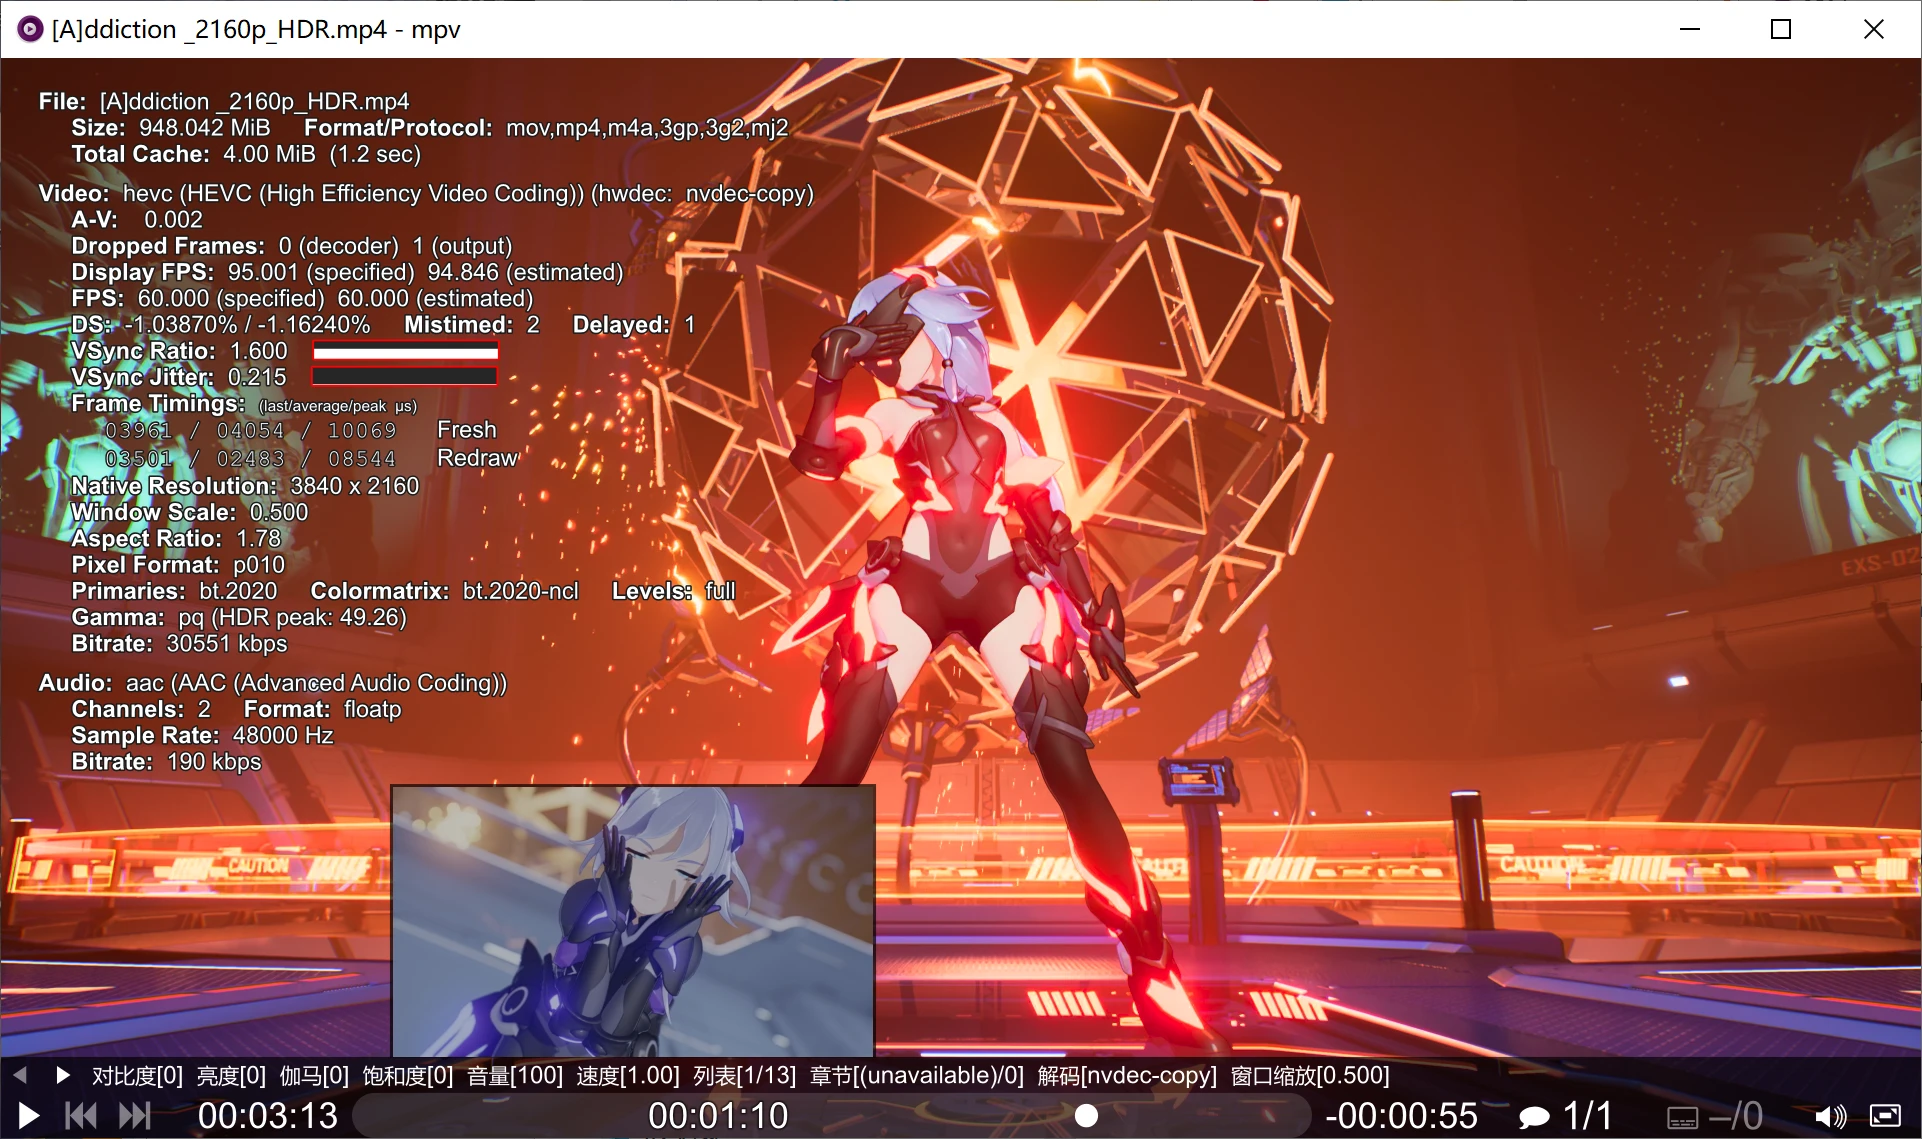 [A]ddiction _2160p_HDR.mp4 - mpv
File: [A]ddiction _2160p_HDR.mp4
Size: 948.042 MiB Format/Protocol: mov,mp4,m4a,3gp,3g2,mj2
Total Cache: 4.00 MiB (1.2 sec)
Video: hevc (HEVC (High Efficiency Video Coding)) (hwdec: nvdec-copy)
A-V: 0.002
Dropped Frames: 0 (decoder) 1 (output)
Display FPS: 95.001 (specified) 94.846 (estimated)
FPS: 60.000 (specified) 60.000 (estimated)
DS: -1.03870% / -1.16240% Mistimed: 2 Delayed: 1
VSync Ratio: 1.600
VSync Jitter: 0.215
Frame Timings: (last/average/peak μs)
03961 / 04054 / 10069 Fresh
03501 / 02483 / 08544 Redraw
Native Resolution: 3840 x 2160
Window Scale: 0.500
Aspect Ratio: 1.78
EXS-02
Pixel Format: p010
Primaries: bt.2020 Colormatrix: bt.2020-ncl Levels: full
Gamma: pq (HDR peak: 49.26)
Bitrate: 30551 kbps
Audio: aac (AAC (Advanced Audio Coding))
Channels: 2 Format: floatp
Sample Rate: 48000 Hz
Bitrate: 190 kbps
CAUTION
CAUTION
对比度[0] 亮度[0] 伽马[0] 饱和度[0] 音量[100] 速度[1.00] 列表[1/13] 章节[(unavailable)/0] 解码[nvdec-copy] 窗口缩放[0.500]
00:03:13 00:01:10 -00:00:55 1/1 –/0